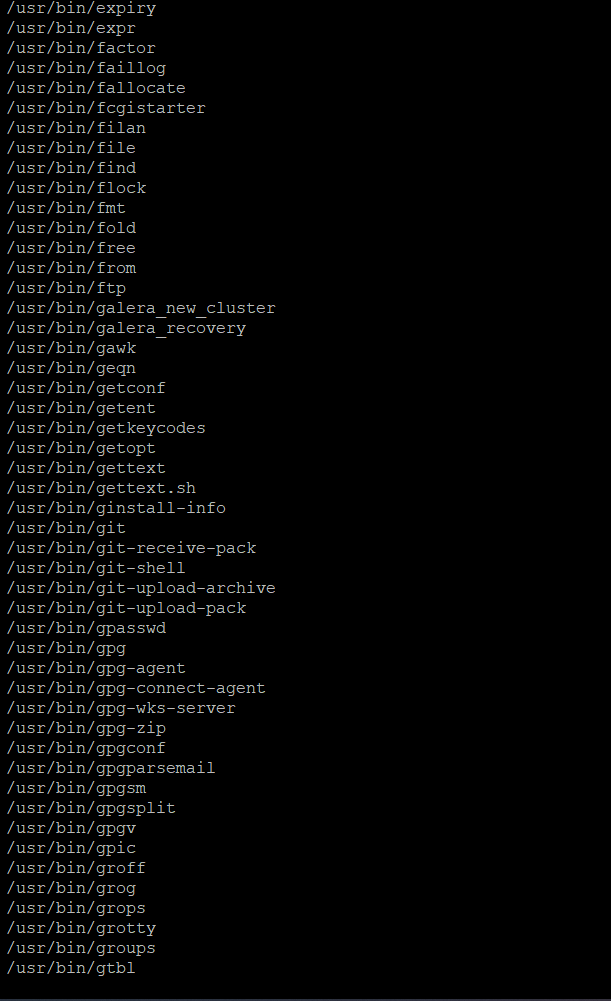 /usr/bin/expiry
/usr/bin/expr
/usr/bin/factor
/usr/bin/faillog
/usr/bin/fallocate
/usr/bin/fcgistarter
/usr/bin/filan
/usr/bin/file
/usr/bin/find
/usr/bin/flock
/usr/bin/fmt
/usr/bin/fold
/usr/bin/free
/usr/bin/from
/usr/bin/ftp
/usr/bin/galera_new_cluster
/usr/bin/galera_recovery
/usr/bin/gawk
/usr/bin/geqn
/usr/bin/getconf
/usr/bin/getent
/usr/bin/getkeycodes
/usr/bin/getopt
/usr/bin/gettext
/usr/bin/gettext.sh
/usr/bin/ginstall-info
/usr/bin/git
/usr/bin/git-receive-pack
/usr/bin/git-shell
/usr/bin/git-upload-archive
/usr/bin/git-upload-pack
/usr/bin/gpasswd
/usr/bin/gpg
/usr/bin/gpg-agent
/usr/bin/gpg-connect-agent
/usr/bin/gpg-wks-server
/usr/bin/gpg-zip
/usr/bin/gpgconf
/usr/bin/gpgparsemail
/usr/bin/gpgsm
/usr/bin/gpgsplit
/usr/bin/gpgv
/usr/bin/gpic
/usr/bin/groff
/usr/bin/grog
/usr/bin/grops
/usr/bin/grotty
/usr/bin/groups
/usr/bin/gtbl